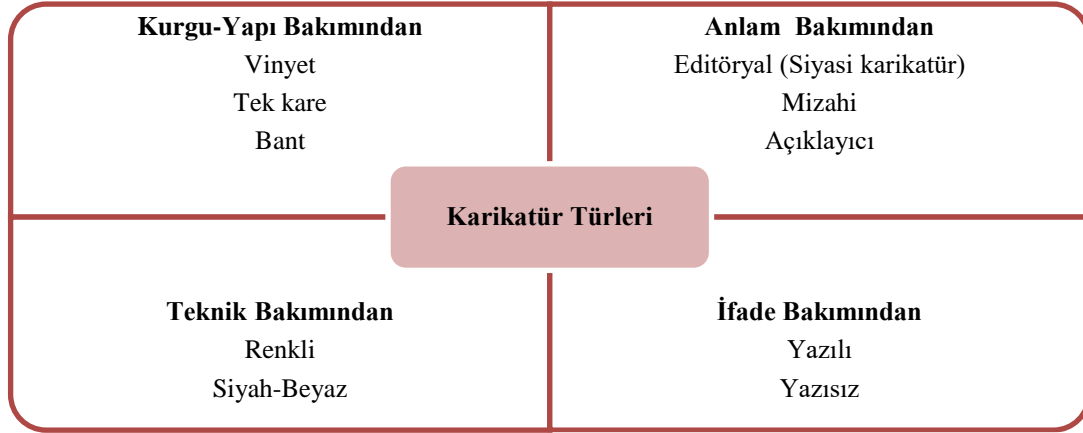 Kurgu-Yapı Bakımından
Vinyet
Tek kare
Bant
Anlam Bakımından
Editöryal (Siyasi karikatür)
Mizahi
Açıklayıcı
Karikatür Türleri
Teknik Bakımından
Renkli
Siyah-Beyaz
İfade Bakımından
Yazılı
Yazısız